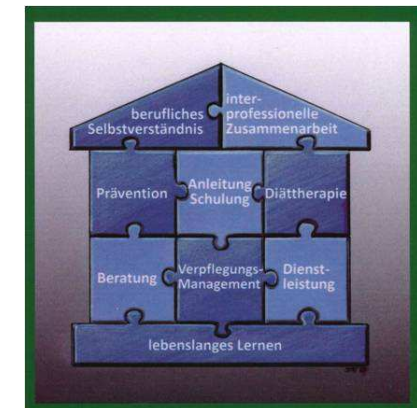 berufliches
Selbstverständnis
inter-
professionelle
Zusammenarbeit
Prävention
Anleitung
Schulung
Diättherapie
Beratung
Verpflegungs-
Management
Dienst-
leistung
lebenslanges Lernen